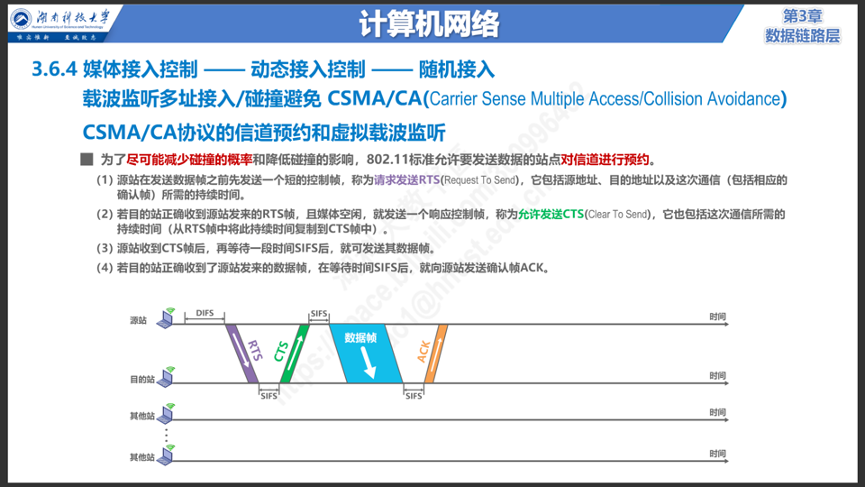 湖南科技大学
Hunan University of Science and Technology
唯实惟新 至诚致志
计算机网络
第3章
数据链路层
3.6.4 媒体接入控制 —— 动态接入控制 —— 随机接入
载波监听多址接入/碰撞避免 CSMA/CA(Carrier Sense Multiple Access/Collision Avoidance)
CSMA/CA协议的信道预约和虚拟载波监听
为了尽可能减少碰撞的概率和降低碰撞的影响，802.11标准允许要发送数据的站点对信道进行预约。
(1) 源站在发送数据帧之前先发送一个短的控制帧，称为请求发送RTS(Request To Send)，它包括源地址、目的地址以及这次通信（包括相应的
确认帧）所需的持续时间。
(2) 若目的站正确收到源站发来的RTS帧，且媒体空闲，就发送一个响应控制帧，称为允许发送CTS(Clear To Send)，它也包括这次通信所需的
持续时间（从RTS帧中将此持续时间复制到CTS帧中）。
(3) 源站收到CTS帧后，再等待一段时间SIFS后，就可发送其数据帧。
(4) 若目的站正确收到了源站发来的数据帧，在等待时间SIFS后，就向源站发送确认帧ACK。
源站
DIFS
SIFS
时间
RTS
CTS
数据帧
ACK
目的站
时间
SIFS
SIFS
其他站
时间
其他站
时间